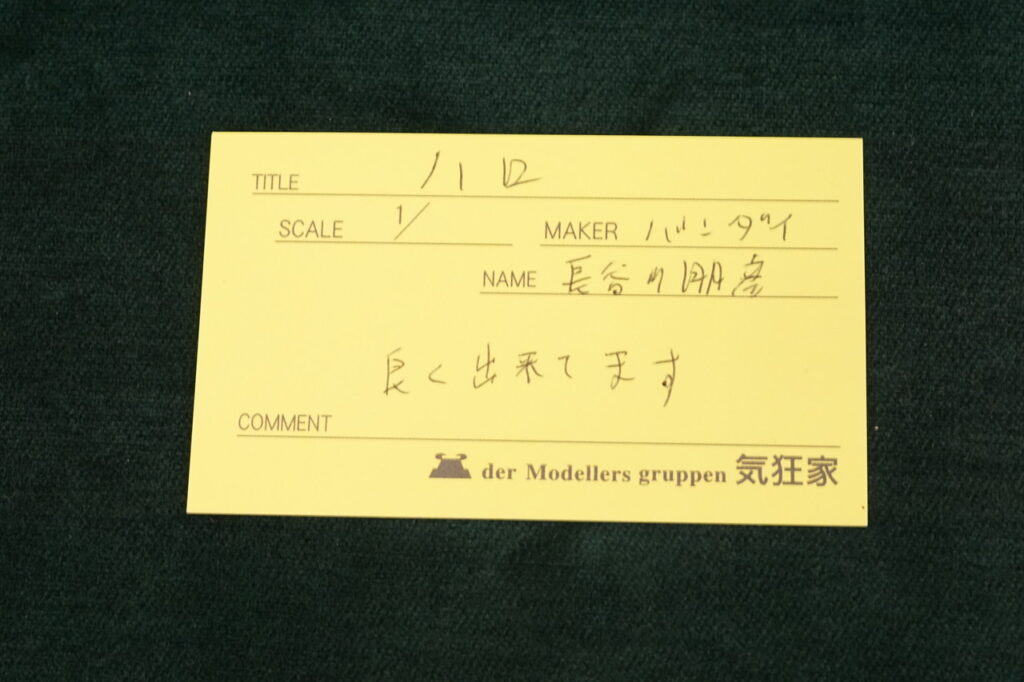 TITLE ハロ
SCALE 1/ MAKER バンダイ
NAME 長谷川
良く出来てます
COMMENT
der Modellers gruppen 気狂家